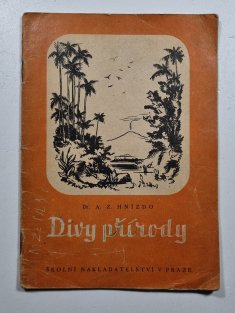 Dr. A. Z. HNÍZDO
Divy přírody
ŠKOLNÍ NAKLADATELSTVÍ V PRAZE